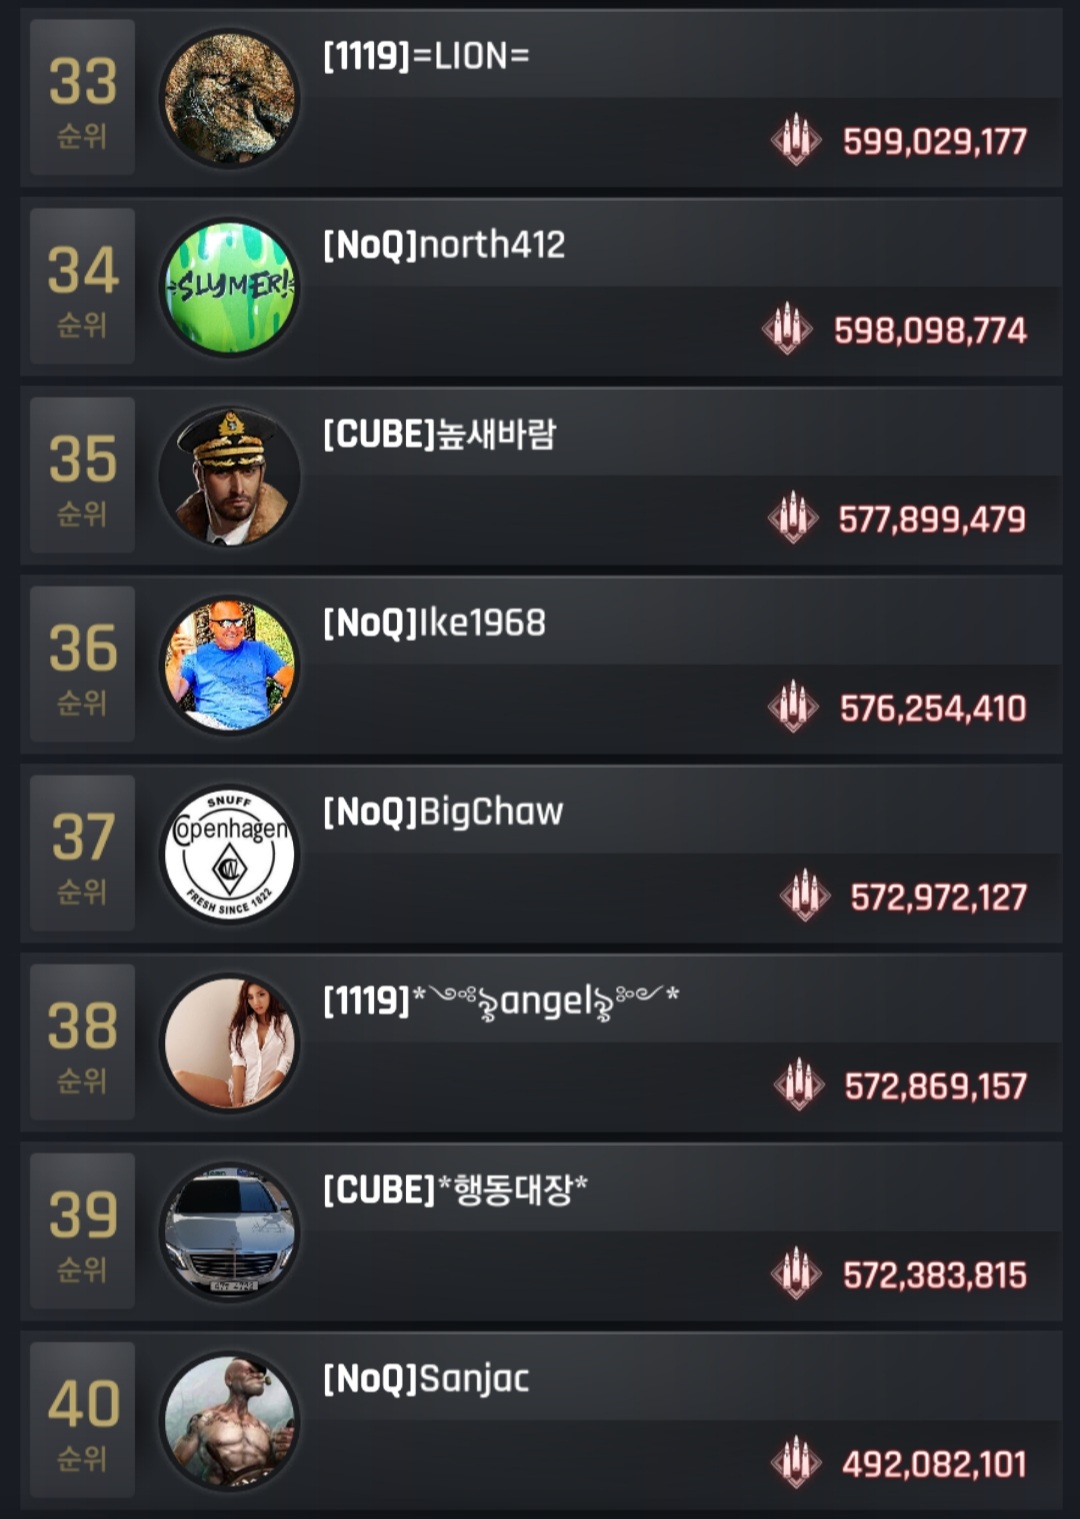 33
순위
[1119]=LION=
599,029,177
34
순위
SLYMER!
[NoQ]north412
598,098,774
35
순위
[CUBE]높새바람
577,899,479
36
순위
[NoQ]Ike1968
576,254,410
37
순위
SNUFF
Copenhagen
FRESH SINCE 1822
[NoQ]BigChaw
572,972,127
38
순위
[1119]*angel*
572,869,157
39
순위
[CUBE]*행동대장*
572,383,815
40
순위
[NoQ]Sanjac
492,082,101